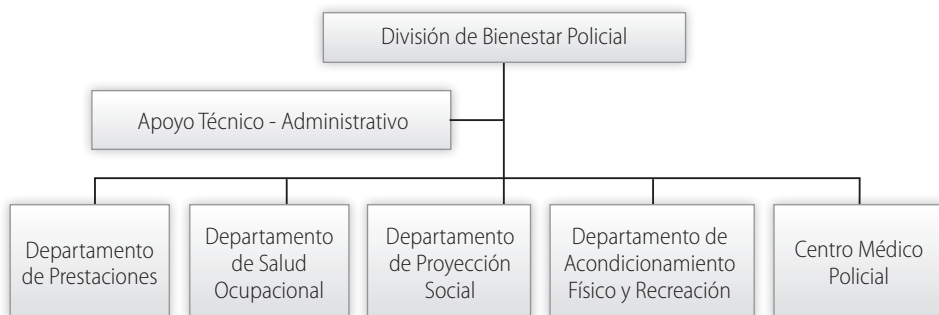 División de Bienestar Policial
Apoyo Técnico - Administrativo
Departamento
de Prestaciones
Departamento
de Salud
Ocupacional
Departamento
de Proyección
Social
Departamento de
Acondicionamiento
Físico y Recreación
Centro Médico
Policial